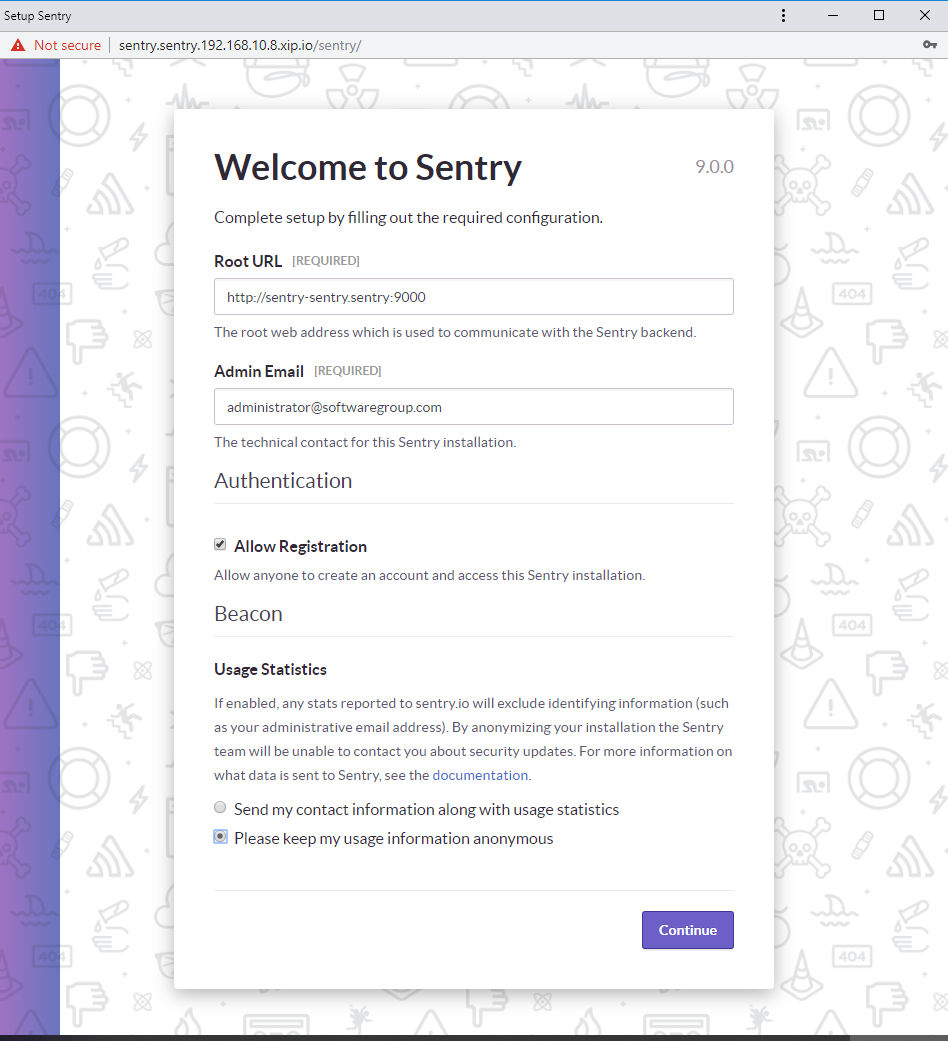 Setup Sentry
Not secure sentry.sentry.192.168.10.8.xip.io/sentry/
Welcome to Sentry 9.0.0
Complete setup by filling out the required configuration.
Root URL [REQUIRED]
http://sentry-sentry.sentry:9000
The root web address which is used to communicate with the Sentry backend.
Admin Email [REQUIRED]
administrator@softwaregroup.com
The technical contact for this Sentry installation.
Authentication
Allow Registration
Allow anyone to create an account and access this Sentry installation.
Beacon
Usage Statistics
If enabled, any stats reported to sentry.io will exclude identifying information (such
as your administrative email address). By anonymizing your installation the Sentry
team will be unable to contact you about security updates. For more information on
what data is sent to Sentry, see the documentation.
Send my contact information along with usage statistics
Please keep my usage information anonymous
Continue
404
404
404
404
404
404